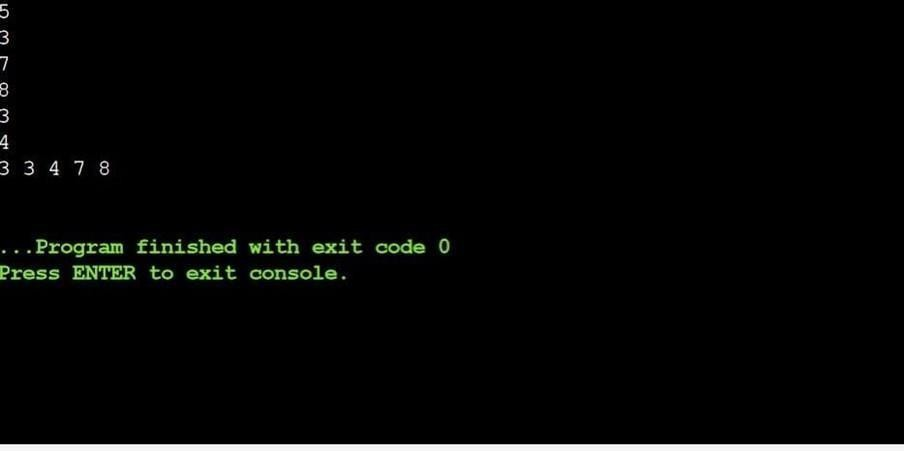 5
3
7
8
3
4
3 3 4 7 8
...Program finished with exit code 0
Press ENTER to exit console.